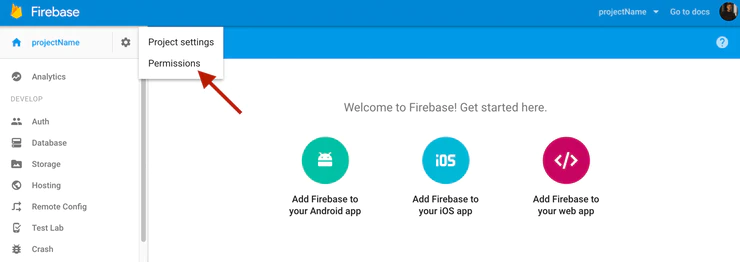 Firebase
projectName
Go to docs
projectName
Project settings
Permissions
?
Analytics
DEVELOP
Auth
Database
Storage
Hosting
Remote Config
Test Lab
Crash
Welcome to Firebase! Get started here.
iOS
</>
Add Firebase to
your Android app
Add Firebase to
your iOS app
Add Firebase to
your web app